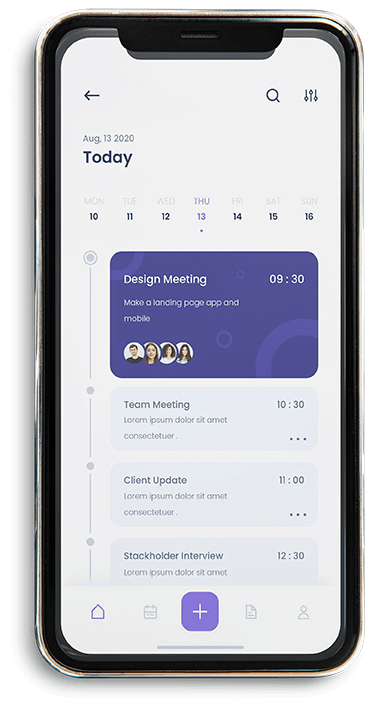 Aug, 13 2020
Today
MON TUE WED THU FRI SAT SUN
10 11 12 13 14 15 16
Design Meeting 09 : 30
Make a landing page app and
mobile
Team Meeting 10 : 30
Lorem ipsum dolor sit amet
consectetuer .
Client Update 11 : 00
Lorem ipsum dolor sit amet
consectetuer .
Stackholder Interview 12 : 30
Lorem ipsum dolor sit amet